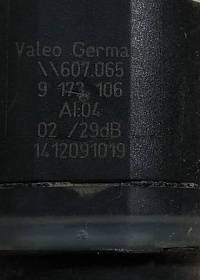 Valeo Germa
\\607.065
9 173 106
AI:04
02 /29dB
1412091019